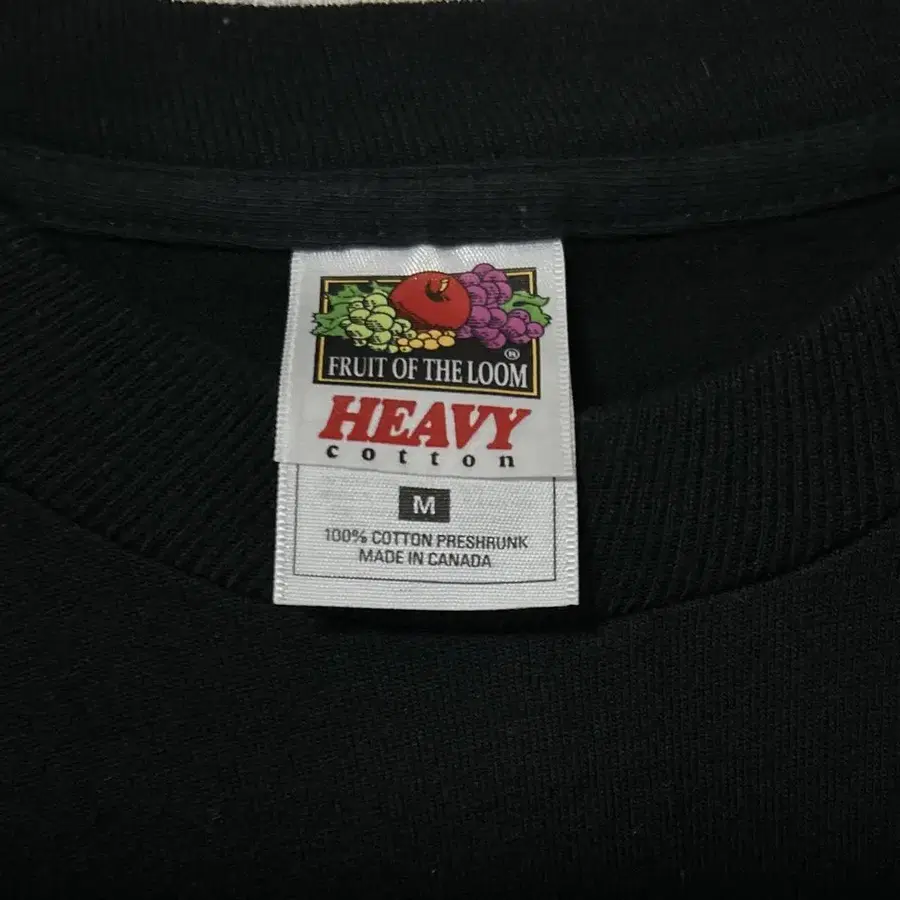 ®
FRUIT OF THE LOOM
HEAVY
cotton
M
100% COTTON PRESHRUNK
MADE IN CANADA